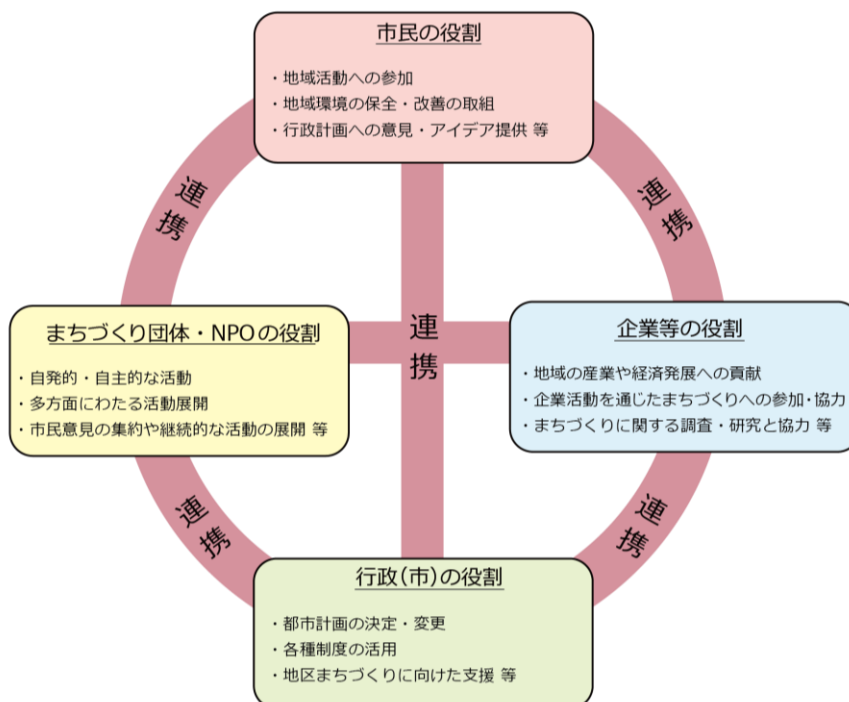 市民の役割
・地域活動への参加
・地域環境の保全・改善の取組
・行政計画への意見・アイデア提供 等
連携
連携
まちづくり団体・NPOの役割
・自発的・自主的な活動
・多方面にわたる活動展開
・市民意見の集約や継続的な活動の展開 等
連携
企業等の役割
・地域の産業や経済発展への貢献
・企業活動を通じたまちづくりへの参加・協力
・まちづくりに関する調査・研究と協力 等
連携
連携
行政(市)の役割
・都市計画の決定・変更
・各種制度の活用
・地区まちづくりに向けた支援 等